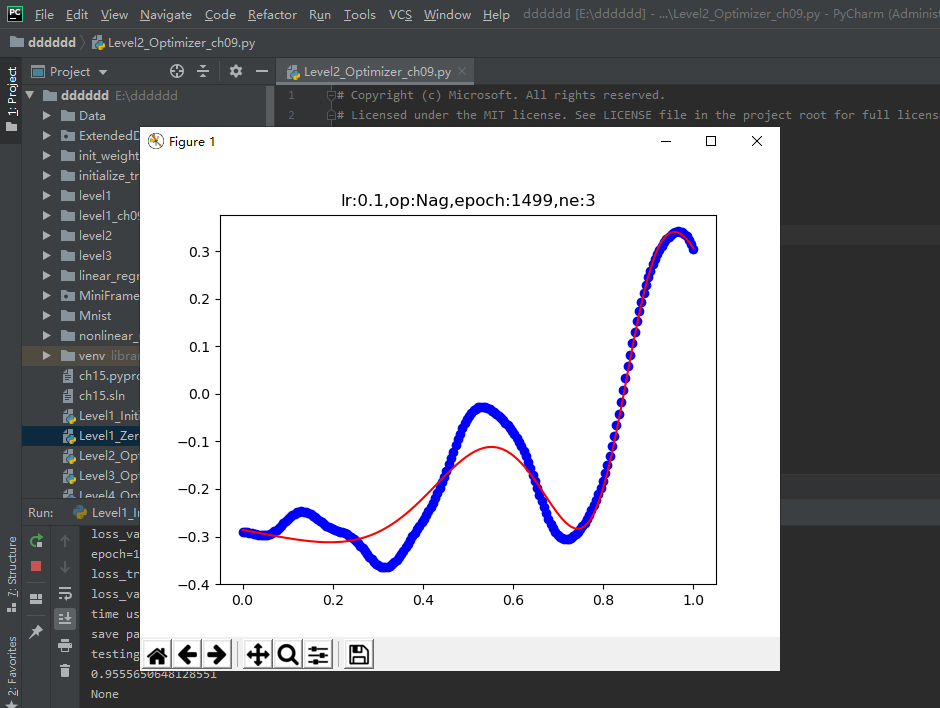 PC File Edit View Navigate Code Refactor Run Tools VCS Window Help dddddd [E:\dddddd] - ...\Level2_Optimizer_ch09.py - PyCharm (Adminis
dddddd Level2_Optimizer_ch09.py
1: Project
Project
Level2_Optimizer_ch09.py
dddddd E:\dddddd
1 # Copyright (c) Microsoft. All rights reserved.
Data
2 # Licensed under the MIT license. See LICENSE file in the project root for full licens
ExtendedD
init_weight
initialize_tr
level1
level1_ch09
level2
level3
linear_regr
MiniFrame
Mnist
nonlinear_
venv libra
ch15.pypro
ch15.sln
Level1_Initi
Level1_Zer
Level2_Opt
Level3_Opt
Level4_Opt
Figure 1
lr:0.1,op:Nag,epoch:1499,ne:3
0.3
0.2
0.1
0.0
−0.1
−0.2
−0.3
−0.4
0.0 0.2 0.4 0.6 0.8 1.0
Run: Level1_I
loss_va
epoch=1
loss_tr
loss_va
time us
save pa
testing
0.9555650648128551
None
7: Structure
2: Favorites